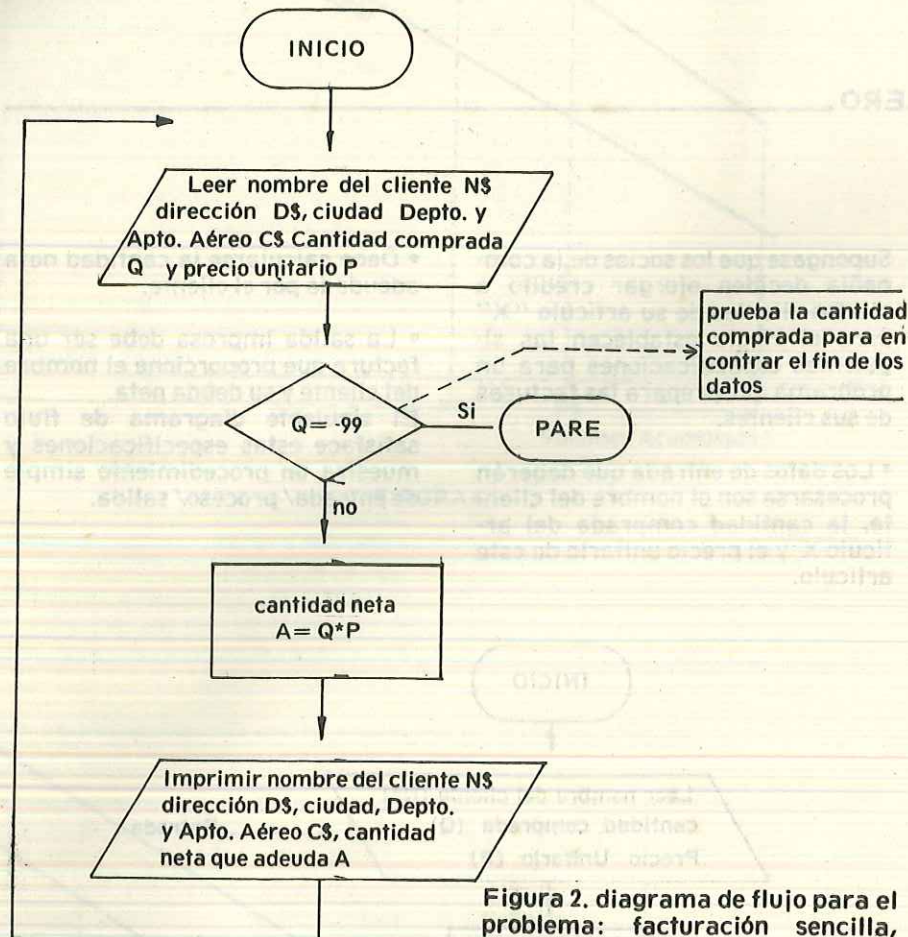 INICIO
Leer nombre del cliente N$
dirección D$, ciudad Depto. y
Apto. Aéreo C$ Cantidad comprada
Q y precio unitario P
prueba la cantidad
comprada para en
contrar el fin de los
datos
Q= -99
Si
PARE
no
cantidad neta
A= Q*P
Imprimir nombre del cliente N$
dirección D$, ciudad, Depto.
y Apto. Aéreo C$, cantidad
neta que adeuda A
Figura 2. diagrama de flujo para el
problema: facturación sencilla,